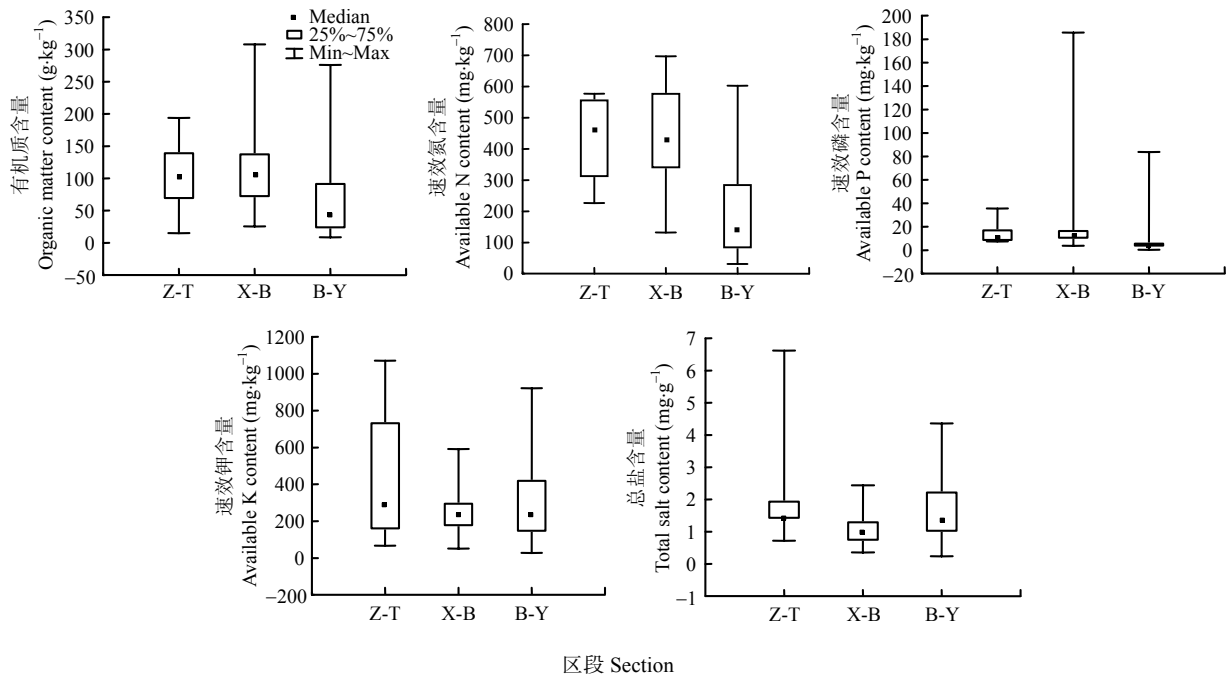 350
300
250
200
150
100
50
0
−50
有机质含量
Organic matter content (g·kg⁻¹)
Median
25%~75%
Min~Max
Z-T X-B B-Y
800
700
600
500
400
300
200
100
0
速效氮含量
Available N content (mg·kg⁻¹)
Z-T X-B B-Y
200
180
160
140
120
100
80
60
40
20
0
−20
速效磷含量
Available P content (mg·kg⁻¹)
Z-T X-B B-Y
1200
1000
800
600
400
200
0
−200
速效钾含量
Available K content (mg·kg⁻¹)
Z-T X-B B-Y
7
6
5
4
3
2
1
0
−1
总盐含量
Total salt content (mg·g⁻¹)
Z-T X-B B-Y
区段 Section